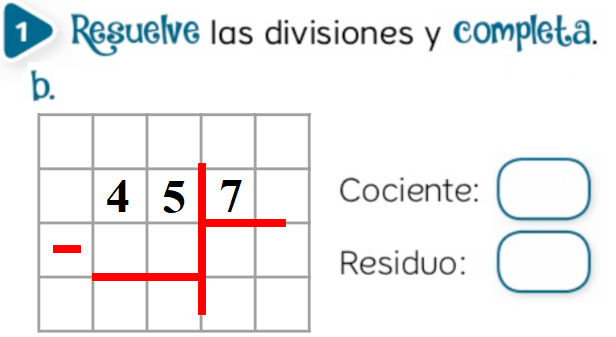 1 Resuelve las divisiones y completa.
b.
4 5 7
Cociente:
−
Residuo: